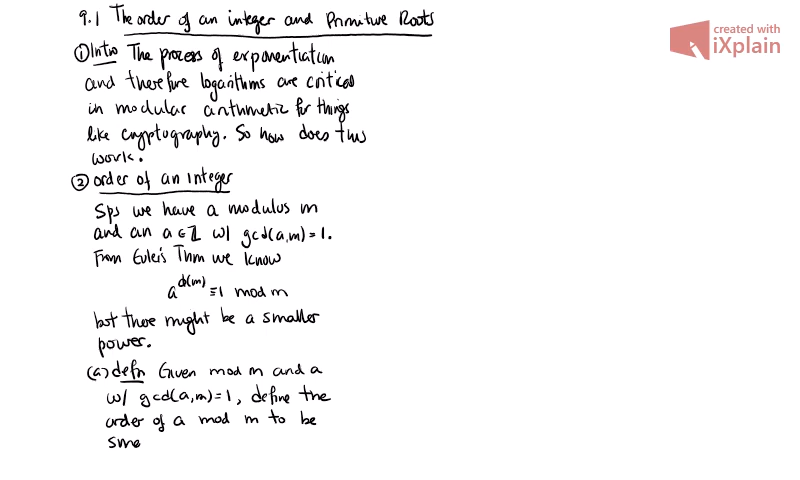 9.1 The order of an integer and Primitive Roots
created with
iXplain
① Intro The process of exponentiation
and therefore logarithms are critical
in modular arithmetic for things
like cryptography. So how does this
work.
② order of an integer
Sps we have a modulus m
and an a ∈ ℤ w/ gcd(a,m)=1.
From Euler's Thm we know
a^ϕ(m) ≡ 1 mod m
but there might be a smaller
power.
(a) defn Given mod m and a
w/ gcd(a,m)=1, define the
order of a mod m to be
sma